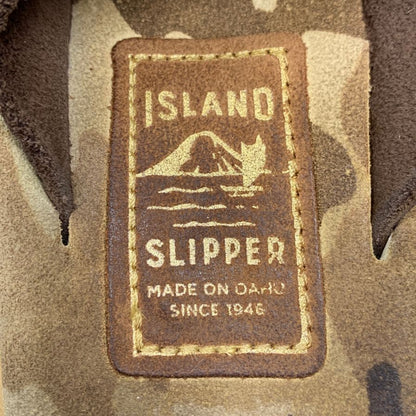 ISLAND
SLIPPER
MADE ON OAHU
SINCE 1946